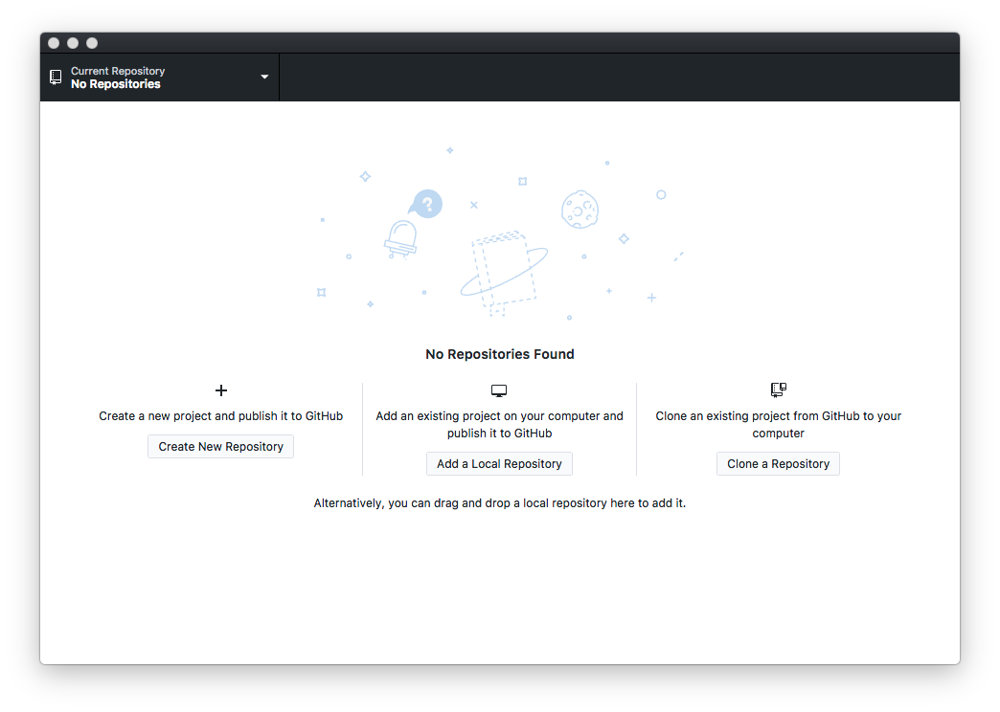 Current Repository
No Repositories
?
No Repositories Found
Create a new project and publish it to GitHub
Create New Repository
Add an existing project on your computer and
publish it to GitHub
Add a Local Repository
Clone an existing project from GitHub to your
computer
Clone a Repository
Alternatively, you can drag and drop a local repository here to add it.